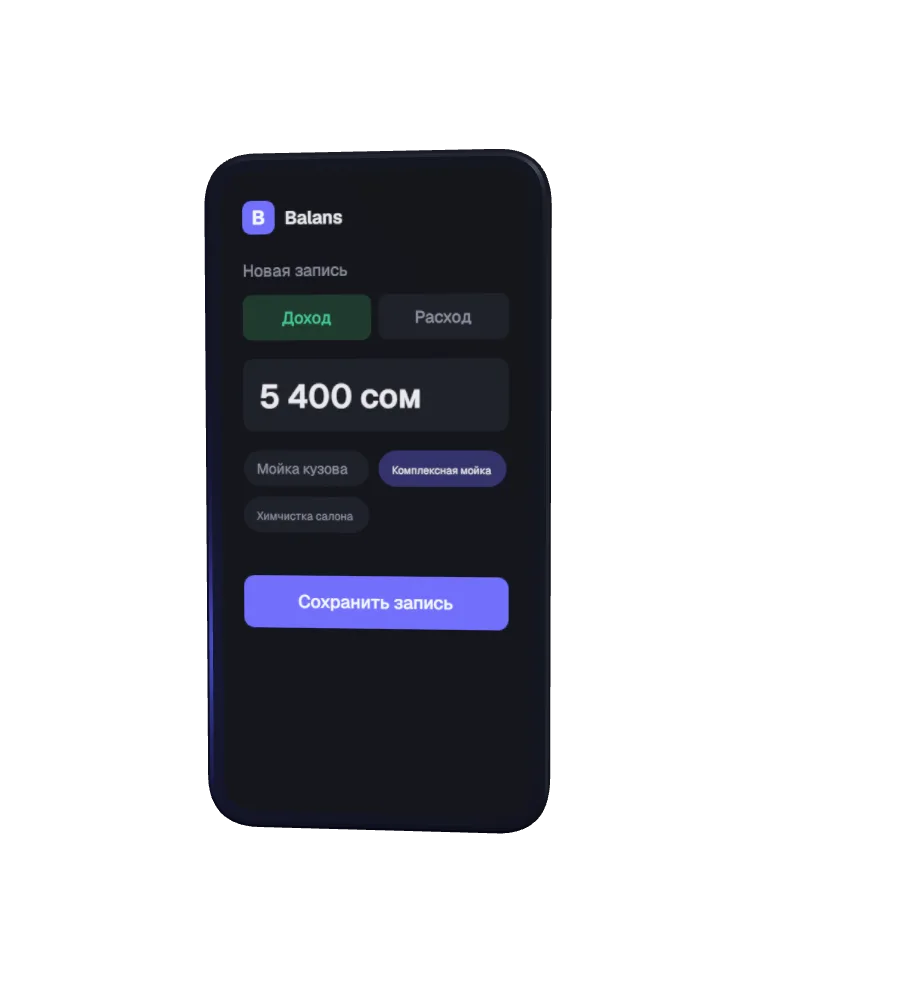 B Balans
Новая запись
Доход Расход
5 400 сом
Мойка кузова Комплексная мойка
Химчистка салона
Сохранить запись